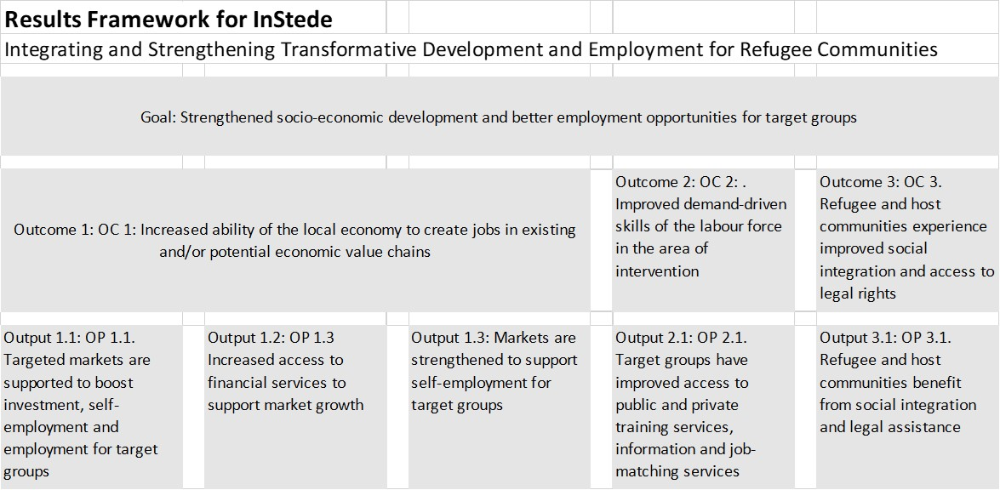 Results Framework for InStede
Integrating and Strengthening Transformative Development and Employment for Refugee Communities
Goal: Strengthened socio-economic development and better employment opportunities for target groups
Outcome 1: OC 1: Increased ability of the local economy to create jobs in existing
and/or potential economic value chains
Outcome 2: OC 2: .
Improved demand-driven
skills of the labour force
in the area of
intervention
Outcome 3: OC 3.
Refugee and host
communities experience
improved social
integration and access to
legal rights
Output 1.1: OP 1.1.
Targeted markets are
supported to boost
investment, self-
employment and
employment for target
groups
Output 1.2: OP 1.3
Increased access to
financial services to
support market growth
Output 1.3: Markets are
strengthened to support
self-employment for
target groups
Output 2.1: OP 2.1.
Target groups have
improved access to
public and private
training services,
information and job-
matching services
Output 3.1: OP 3.1.
Refugee and host
communities benefit
from social integration
and legal assistance